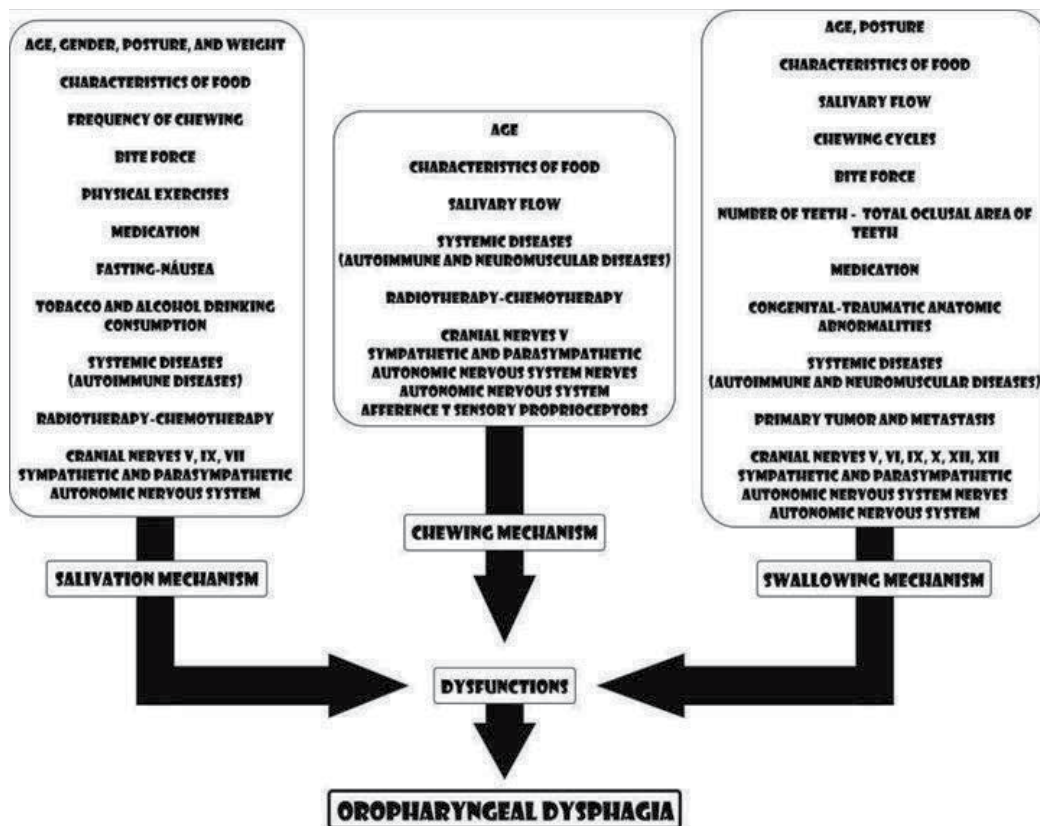 AGE, GENDER, POSTURE, AND WEIGHT
CHARACTERISTICS OF FOOD
FREQUENCY OF CHEWING
BITE FORCE
PHYSICAL EXERCISES
MEDICATION
FASTING-NÁUSEA
TOBACCO AND ALCOHOL DRINKING
CONSUMPTION
SYSTEMIC DISEASES
(AUTOIMMUNE DISEASES)
RADIOTHERAPY-CHEMOTHERAPY
CRANIAL NERVES V, IX, VII
SYMPATHETIC AND PARASYMPATHETIC
AUTONOMIC NERVOUS SYSTEM
SALIVATION MECHANISM
AGE
CHARACTERISTICS OF FOOD
SALIVARY FLOW
SYSTEMIC DISEASES
(AUTOIMMUNE AND NEUROMUSCULAR DISEASES)
RADIOTHERAPY-CHEMOTHERAPY
CRANIAL NERVES V
SYMPATHETIC AND PARASYMPATHETIC
AUTONOMIC NERVOUS SYSTEM NERVES
AUTONOMIC NERVOUS SYSTEM
AFFERENCE T SENSORY PROPRIOCEPTORS
CHEWING MECHANISM
AGE, POSTURE
CHARACTERISTICS OF FOOD
SALIVARY FLOW
CHEWING CYCLES
BITE FORCE
NUMBER OF TEETH - TOTAL OCLUSAL AREA OF
TEETH
MEDICATION
CONGENITAL-TRAUMATIC ANATOMIC
ABNORMALITIES
SYSTEMIC DISEASES
(AUTOIMMUNE AND NEUROMUSCULAR DISEASES)
PRIMARY TUMOR AND METASTASIS
CRANIAL NERVES V, VI, IX, X, XII, XII
SYMPATHETIC AND PARASYMPATHETIC
AUTONOMIC NERVOUS SYSTEM NERVES
AUTONOMIC NERVOUS SYSTEM
SWALLOWING MECHANISM
DYSFUNCTIONS
OROPHARYNGEAL DYSPHAGIA